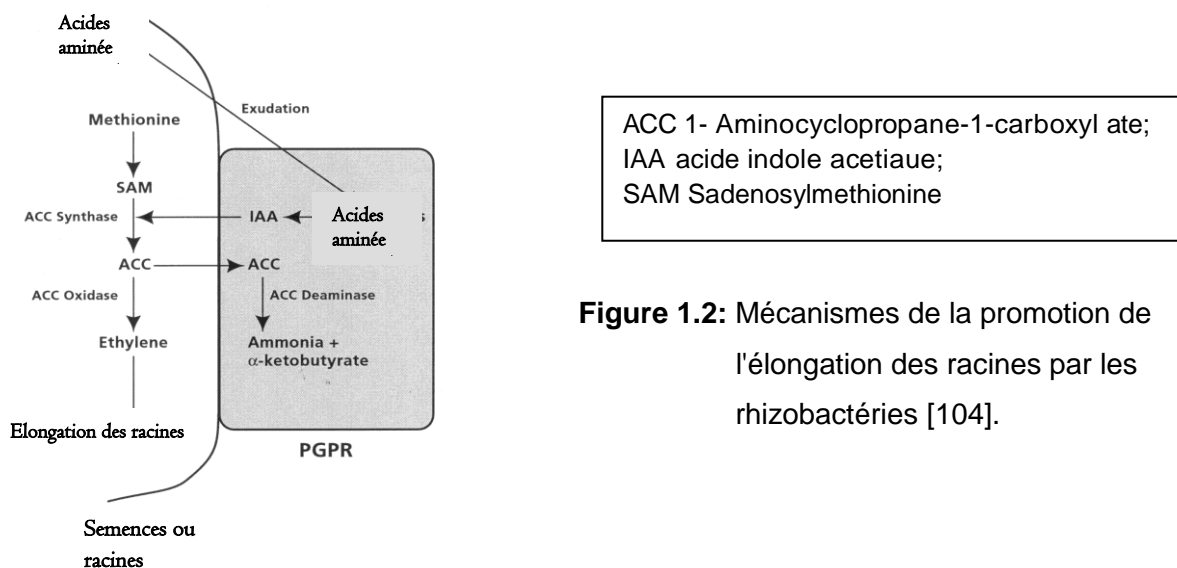 Acides
aminée
Exudation
Methionine
SAM
ACC Synthase
IAA
Acides
aminée
s
ACC
ACC
ACC Oxidase
ACC Deaminase
Ethylene
Ammonia +
α-ketobutyrate
Elongation des racines
PGPR
Semences ou
racines
ACC 1- Aminocyclopropane-1-carboxyl ate;
IAA acide indole acetiaue;
SAM Sadenosylmethionine
Figure 1.2: Mécanismes de la promotion de
l'élongation des racines par les
rhizobactéries [104].